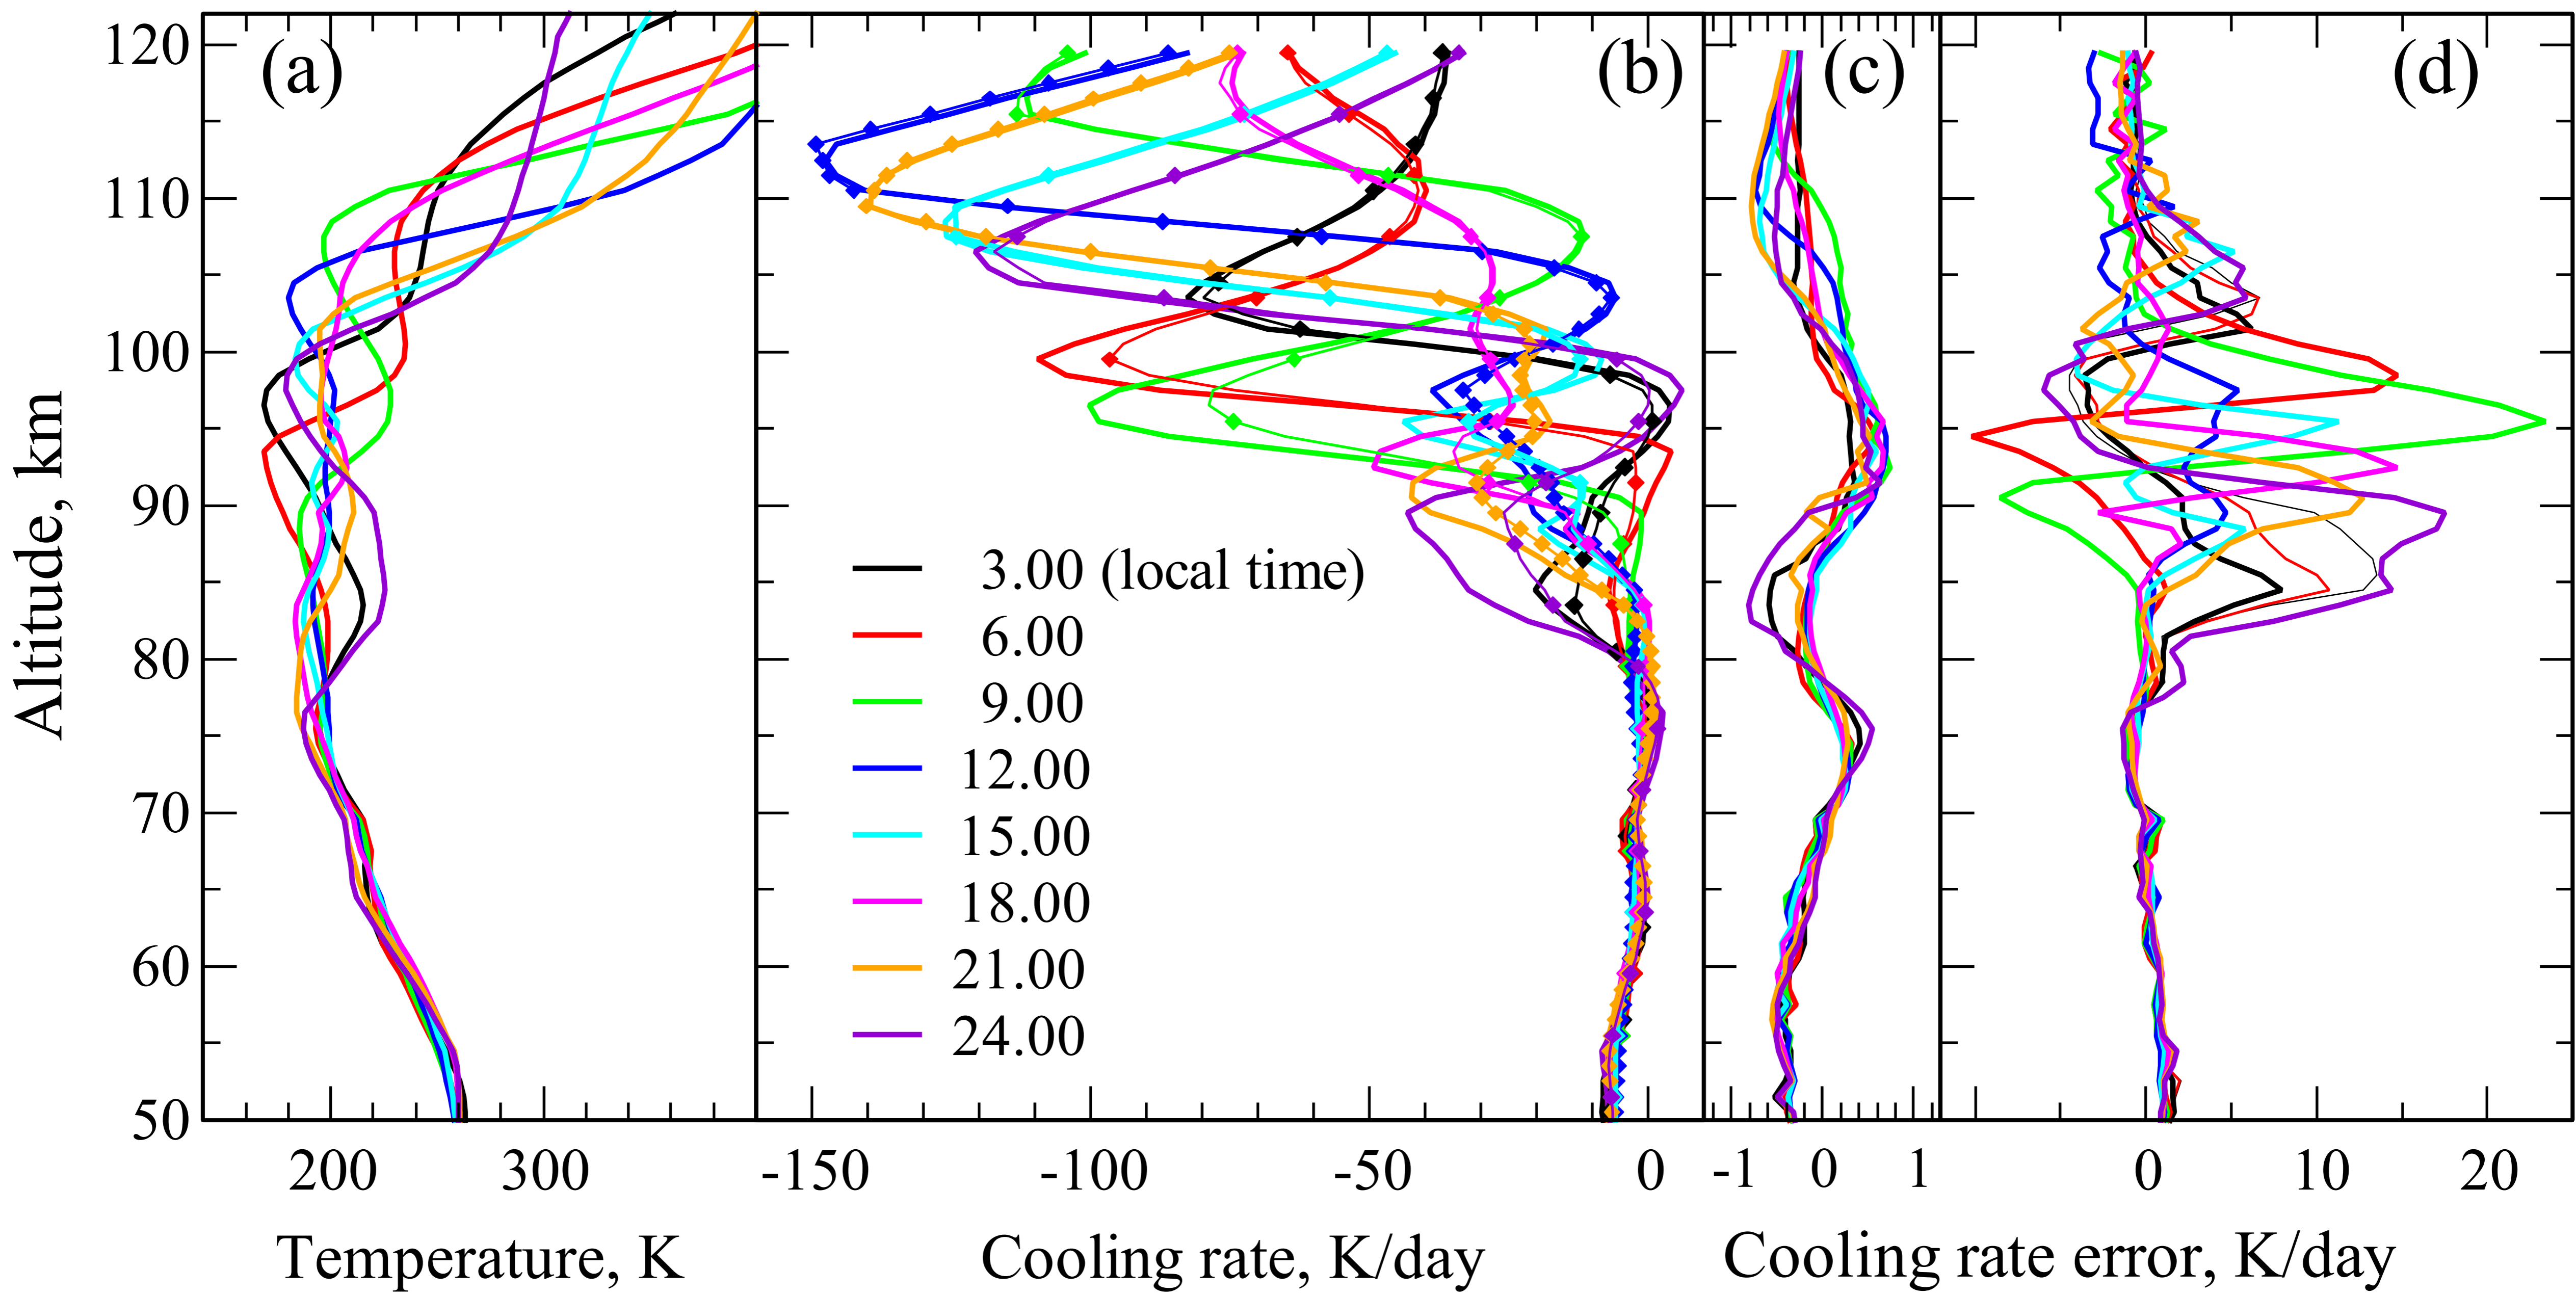 (a)
(b)
(c)
(d)
Altitude, km
120
110
100
90
80
70
60
50
3.00 (local time)
6.00
9.00
12.00
15.00
18.00
21.00
24.00
200 300 -150 -100 -50 0 -1 0 1 0 10 20
Temperature, K Cooling rate, K/day Cooling rate error, K/day